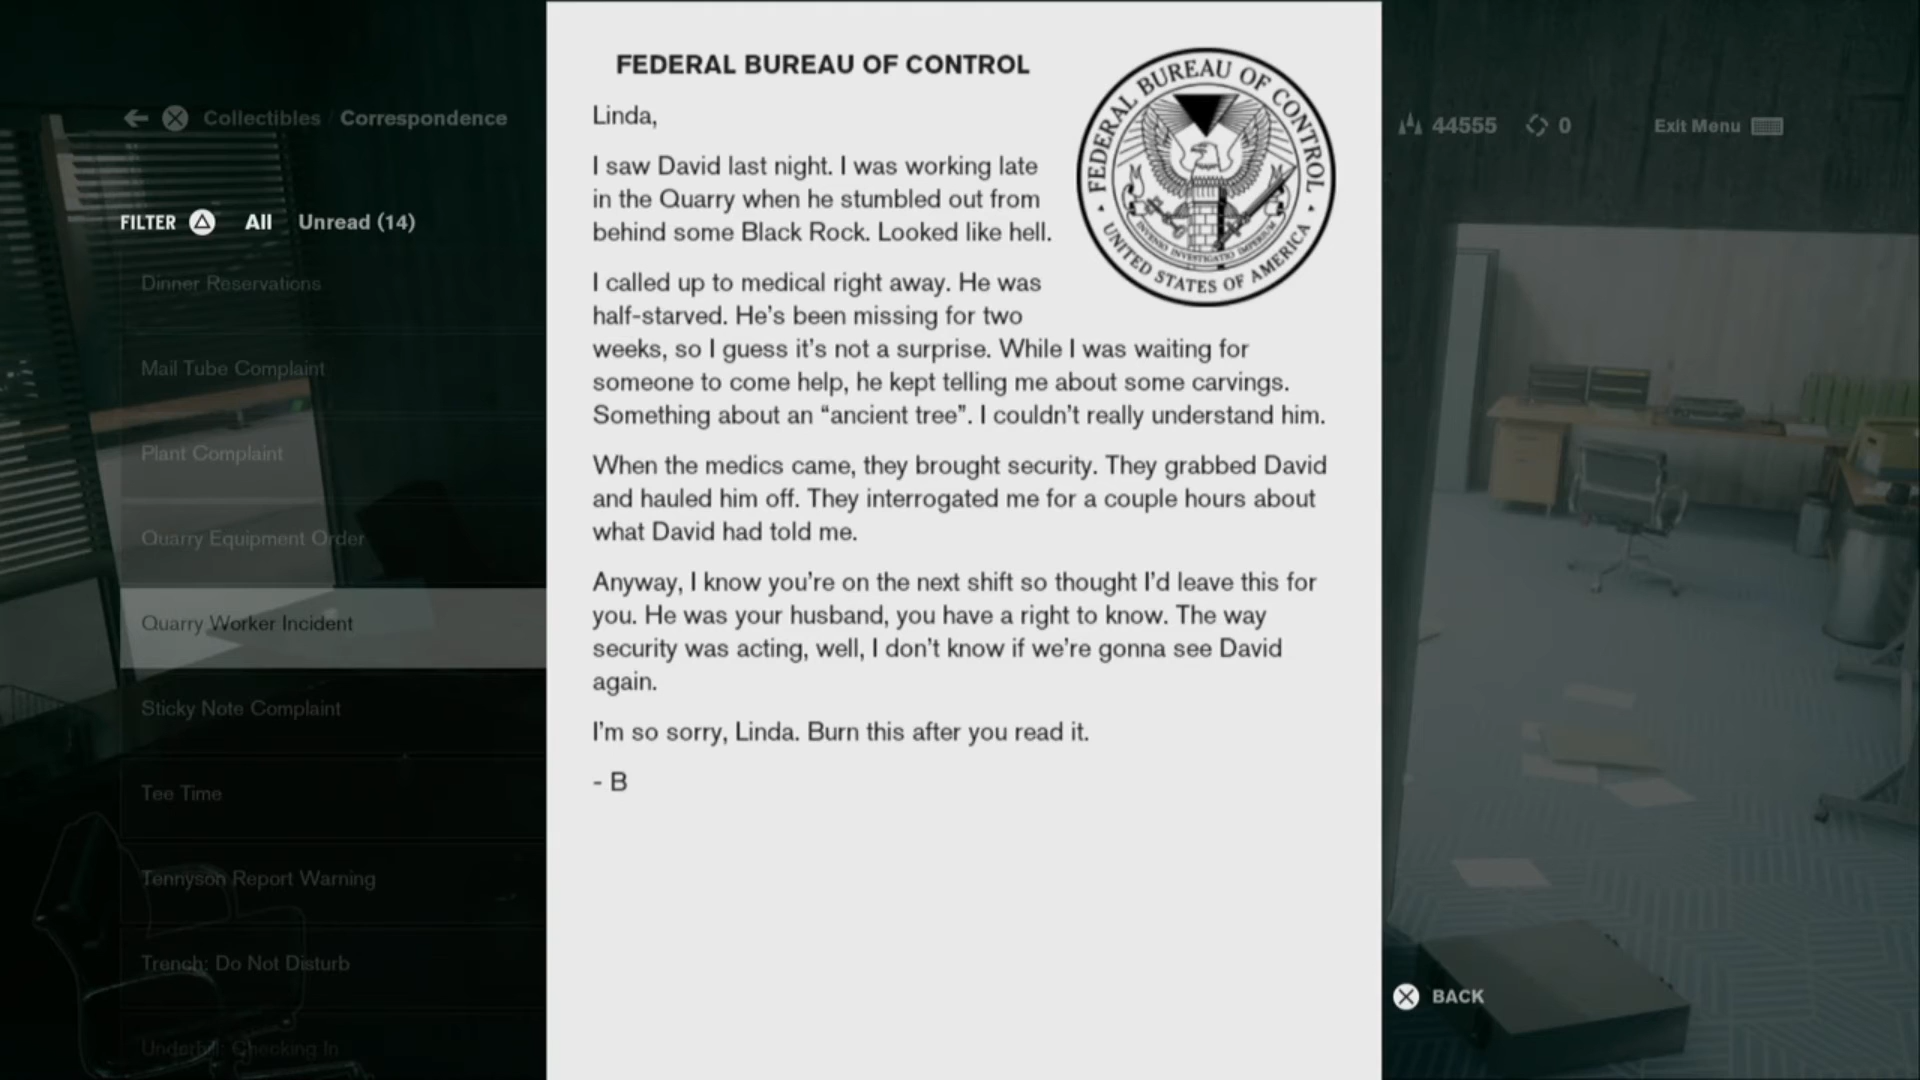 FEDERAL BUREAU OF CONTROL
FEDERAL BUREAU OF CONTROL
UNITED STATES OF AMERICA
INVENIO INVESTIGATIO IMPERIUM
Linda,
I saw David last night. I was working late
in the Quarry when he stumbled out from
behind some Black Rock. Looked like hell.
I called up to medical right away. He was
half-starved. He’s been missing for two
weeks, so I guess it’s not a surprise. While I was waiting for
someone to come help, he kept telling me about some carvings.
Something about an “ancient tree”. I couldn’t really understand him.
When the medics came, they brought security. They grabbed David
and hauled him off. They interrogated me for a couple hours about
what David had told me.
Anyway, I know you’re on the next shift so thought I’d leave this for
you. He was your husband, you have a right to know. The way
security was acting, well, I don’t know if we’re gonna see David
again.
I’m so sorry, Linda. Burn this after you read it.
- B
Collectibles / Correspondence
44555 0 Exit Menu
FILTER All Unread (14)
Dinner Reservations
Mail Tube Complaint
Plant Complaint
Quarry Equipment Order
Quarry Worker Incident
Sticky Note Complaint
Tee Time
Tennyson Report Warning
Trench: Do Not Disturb
Underhill: Checking In
BACK